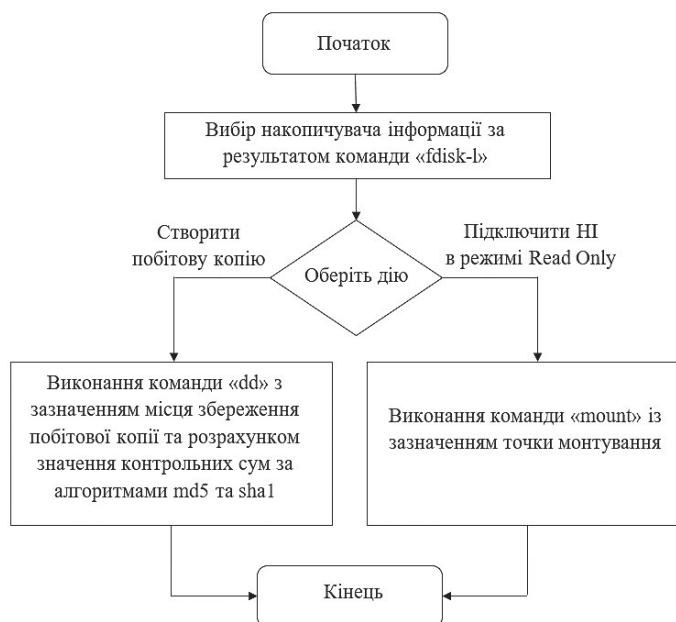 Початок
Вибір накопичувача інформації за
результатом команди «fdisk-l»
Створити
побітову копію
Оберіть дію
Підключити НІ
в режимі Read Only
Виконання команди «dd» з
зазначенням місця збереження
побітової копії та розрахунком
значення контрольних сум за
алгоритмами md5 та sha1
Виконання команди «mount» із
зазначенням точки монтування
Кінець